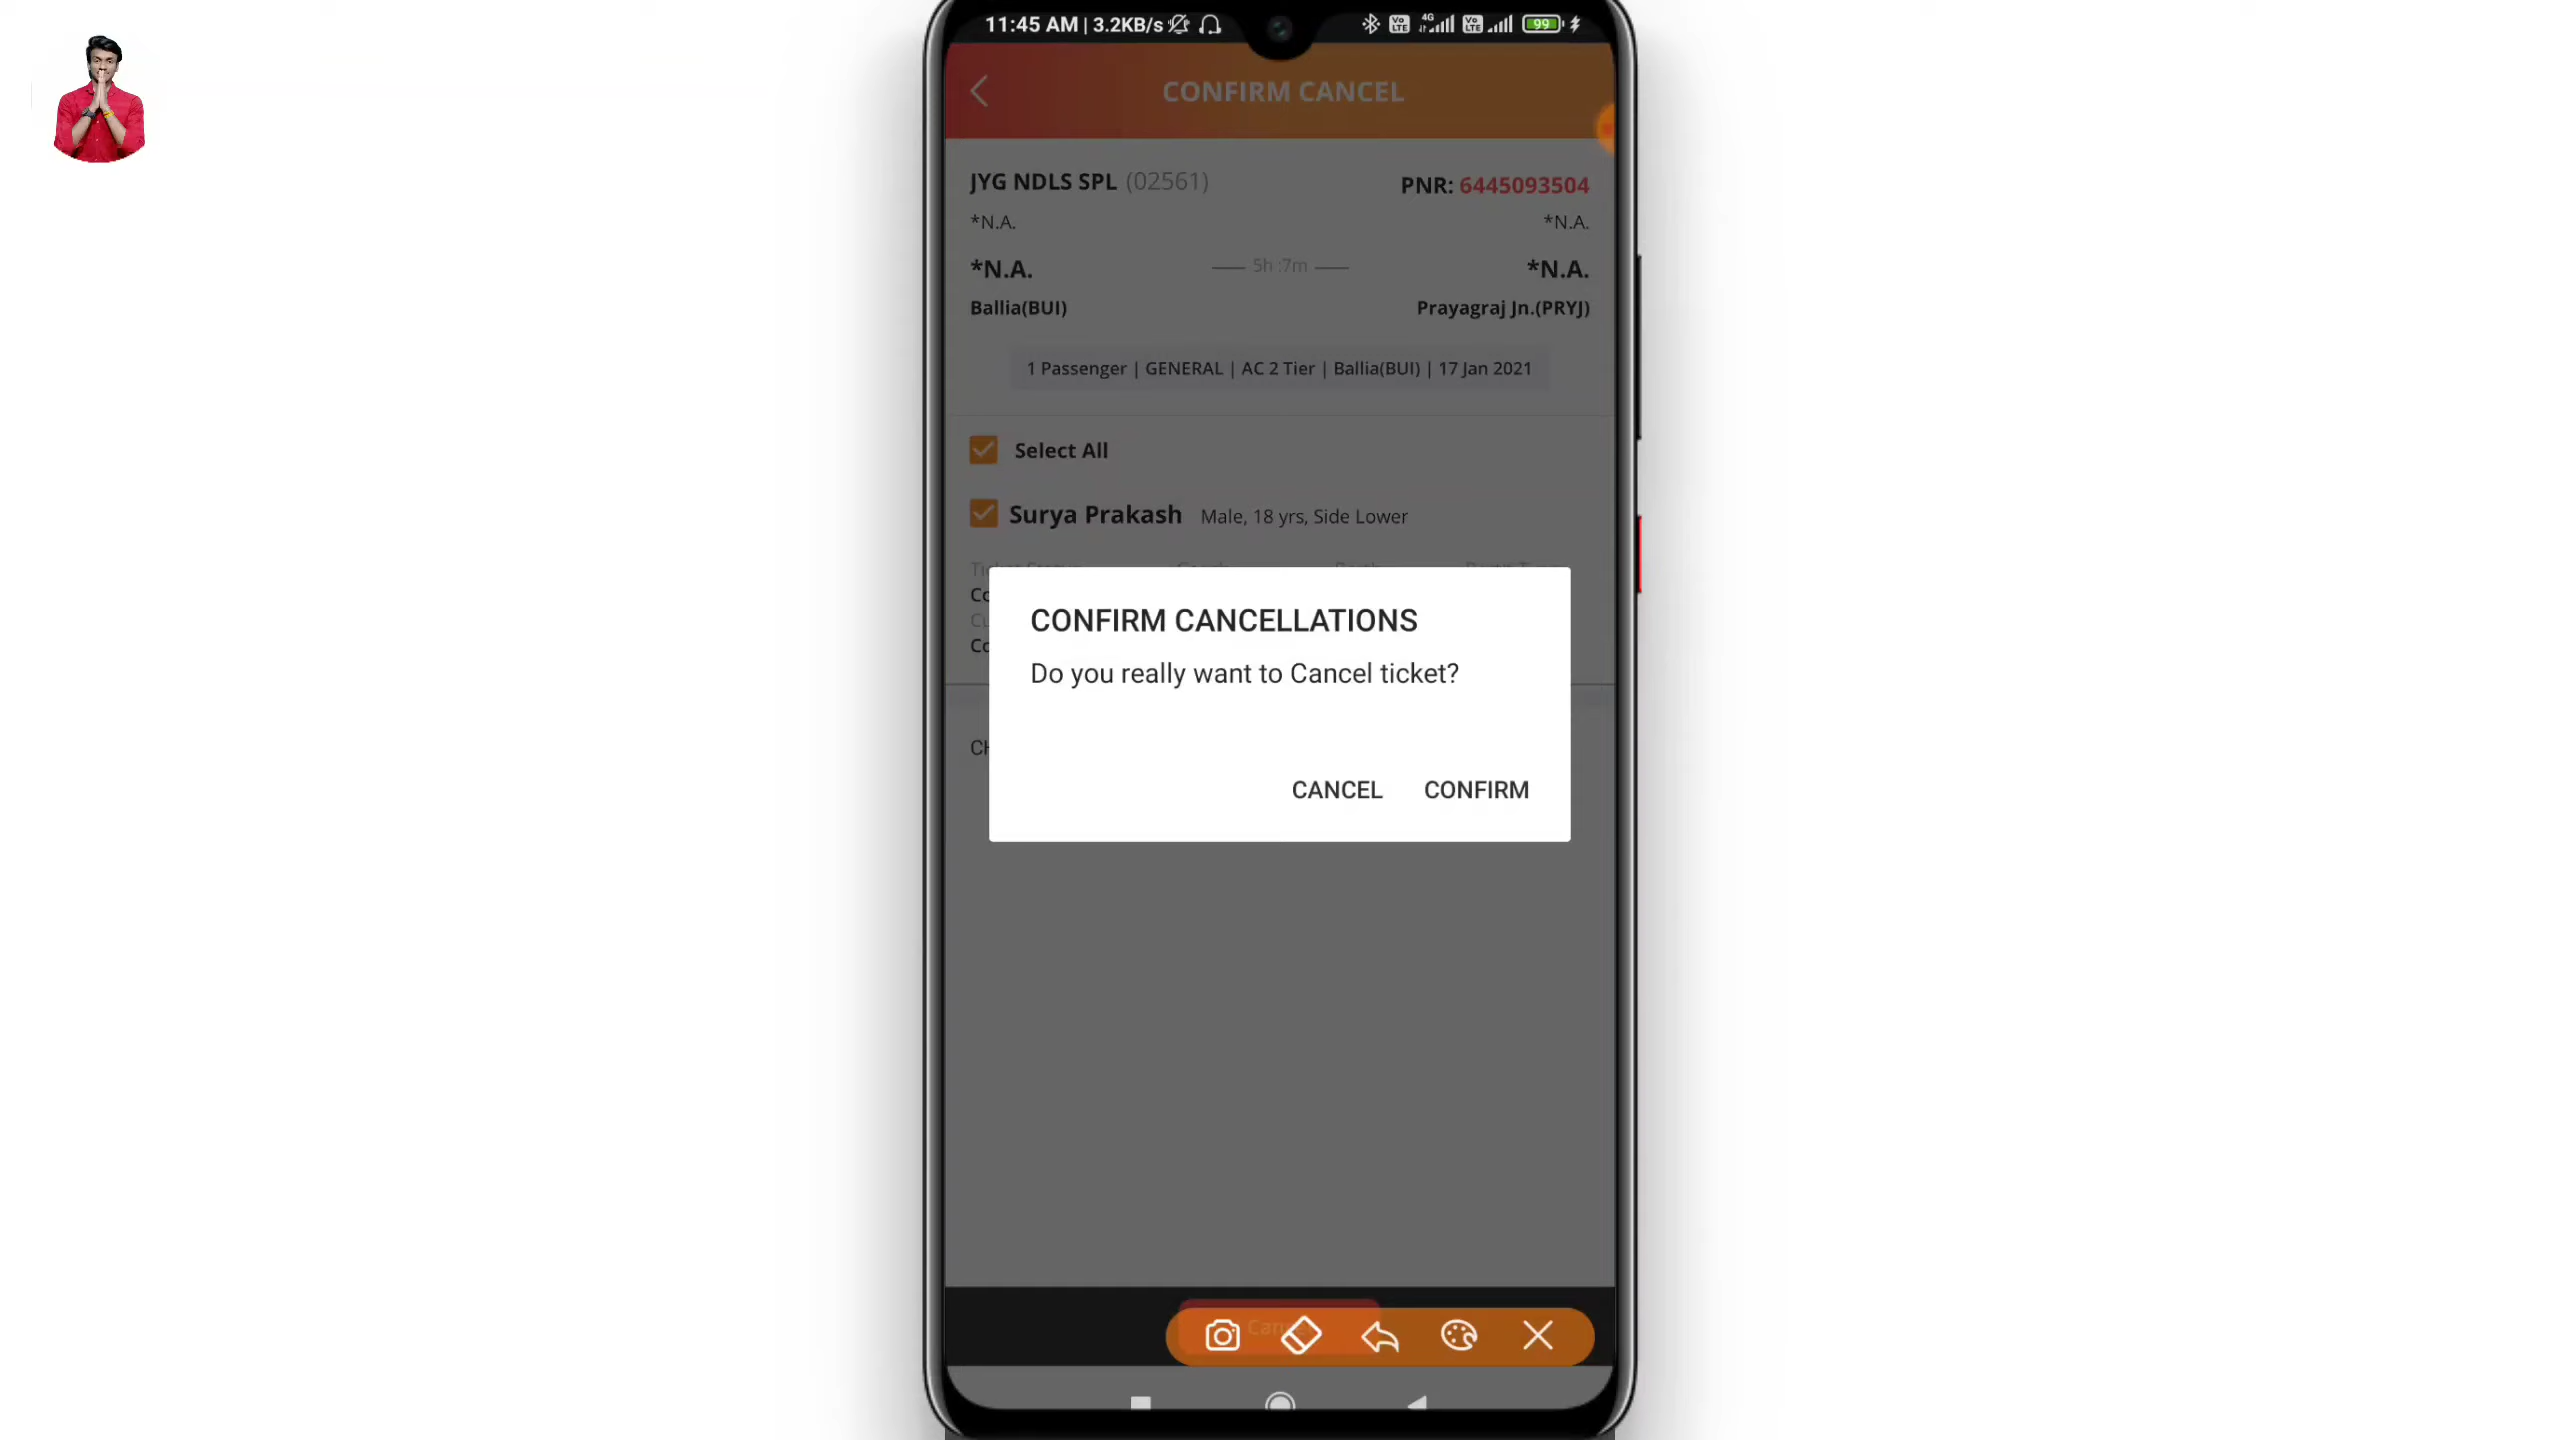 11:45 AM | 3.2KB/s 4G 99
CONFIRM CANCEL
JYG NDLS SPL (02561) PNR: 6445093504
*N.A. *N.A.
*N.A. 5h :7m *N.A.
Ballia(BUI) Prayagraj Jn.(PRYJ)
1 Passenger | GENERAL | AC 2 Tier | Ballia(BUI) | 17 Jan 2021
Select All
Surya Prakash Male, 18 yrs, Side Lower
CONFIRM CANCELLATIONS
Do you really want to Cancel ticket?
CANCEL CONFIRM